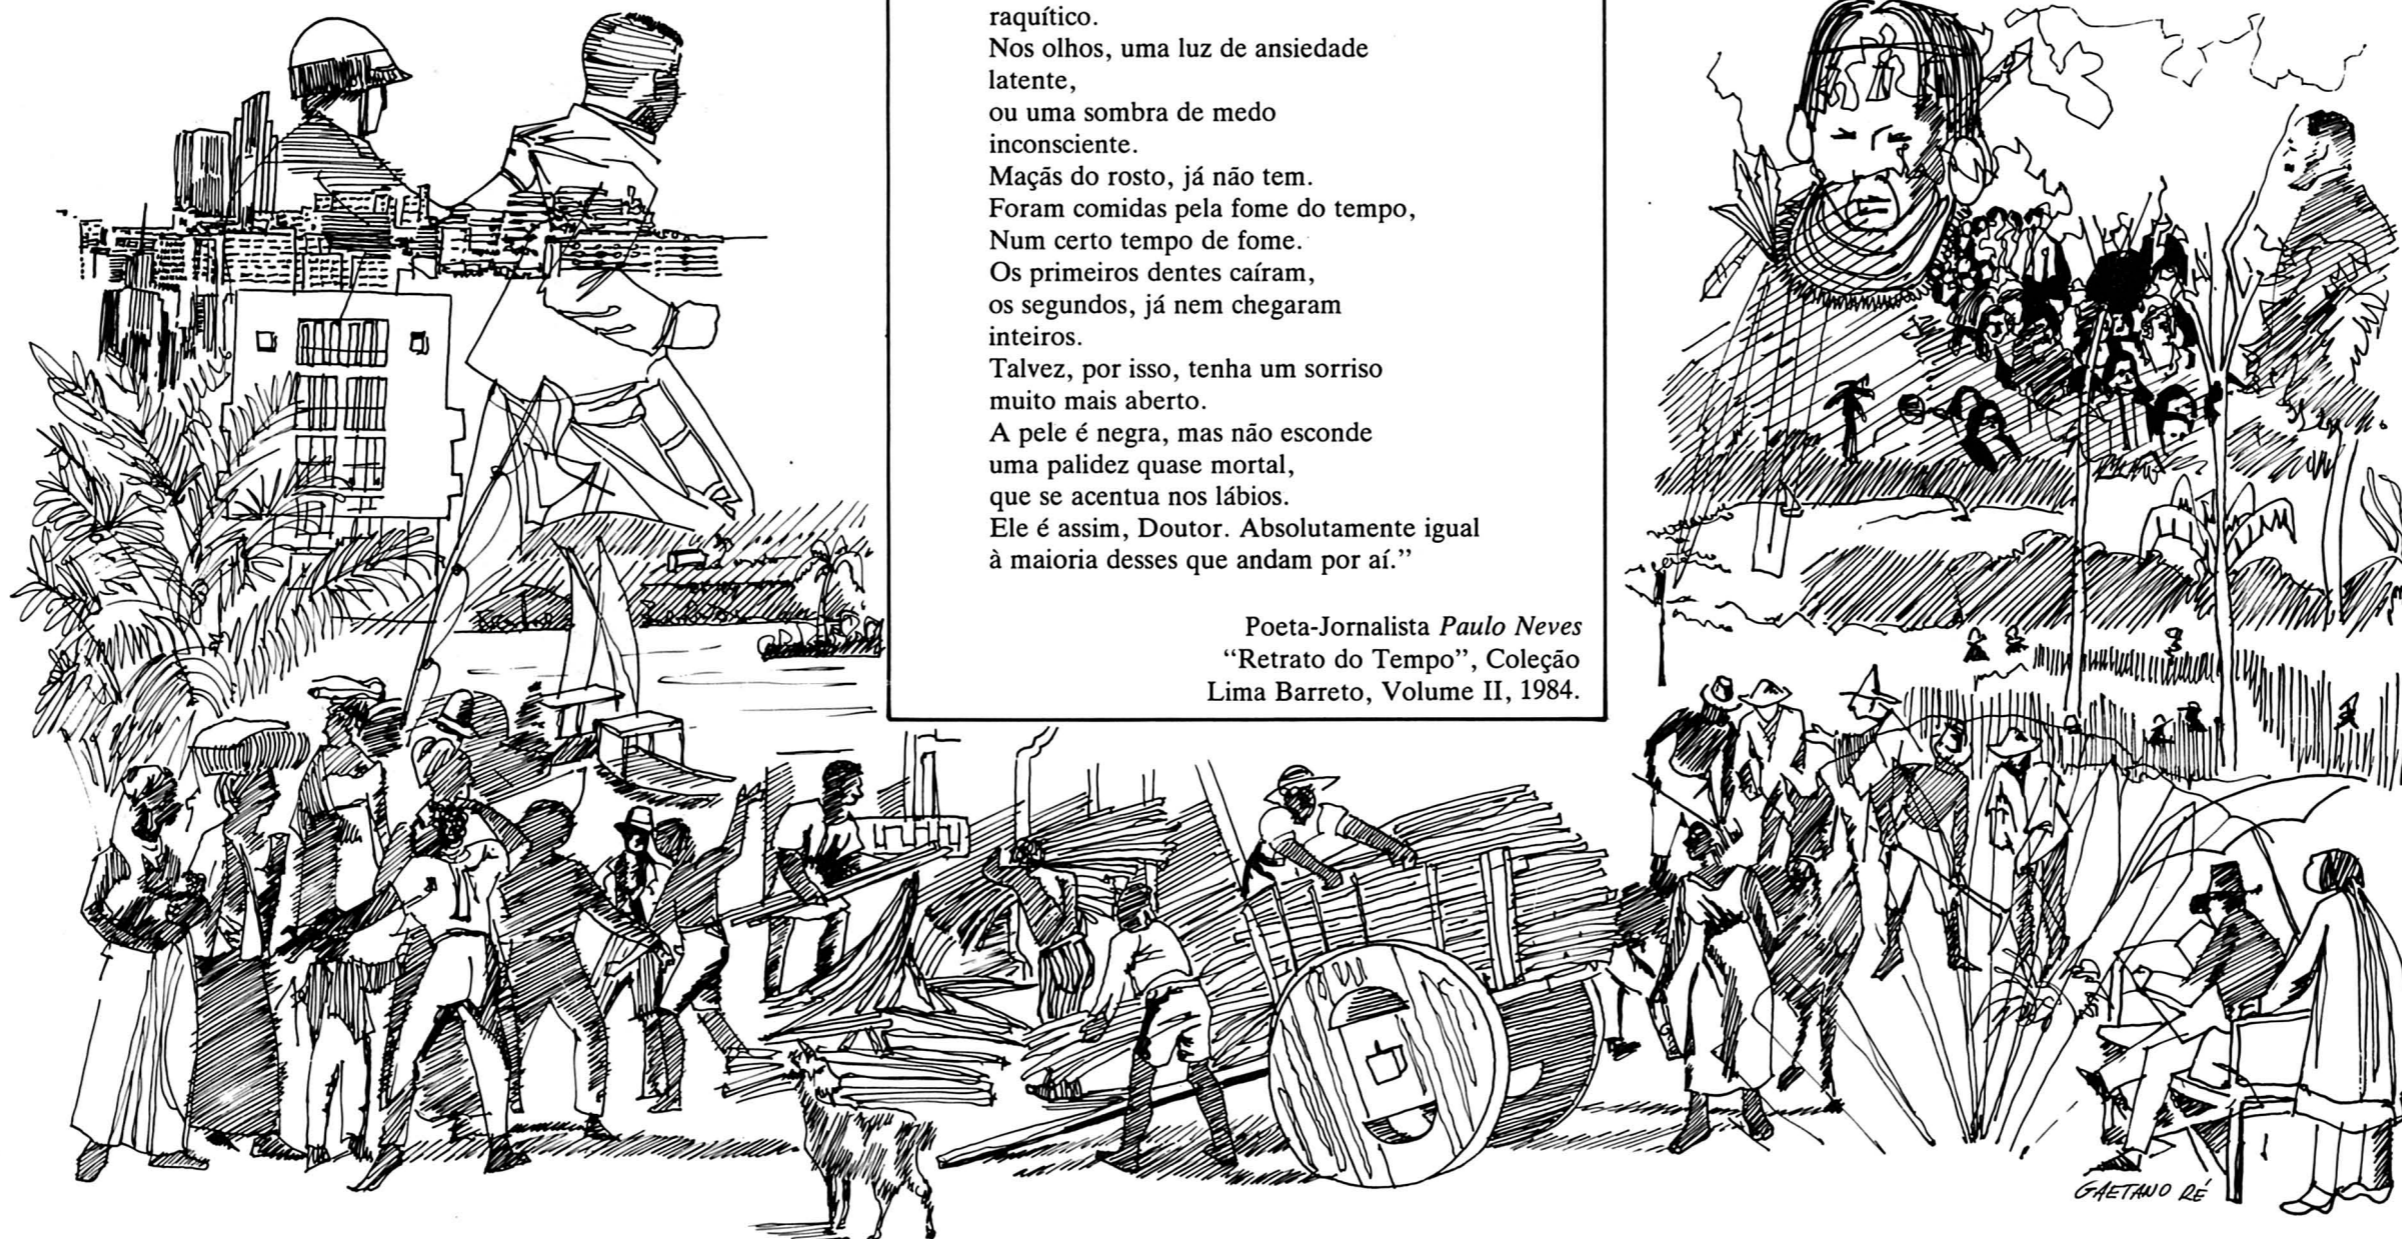 raquítico.
Nos olhos, uma luz de ansiedade
latente,
ou uma sombra de medo
inconsciente.
Maçãs do rosto, já não tem.
Foram comidas pela fome do tempo,
Num certo tempo de fome.
Os primeiros dentes caíram,
os segundos, já nem chegaram
inteiros.
Talvez, por isso, tenha um sorriso
muito mais aberto.
A pele é negra, mas não esconde
uma palidez quase mortal,
que se acentua nos lábios.
Ele é assim, Doutor. Absolutamente igual
à maioria desses que andam por aí.”
Poeta-Jornalista Paulo Neves
“Retrato do Tempo”, Coleção
Lima Barreto, Volume II, 1984.
GAETANO RÉ